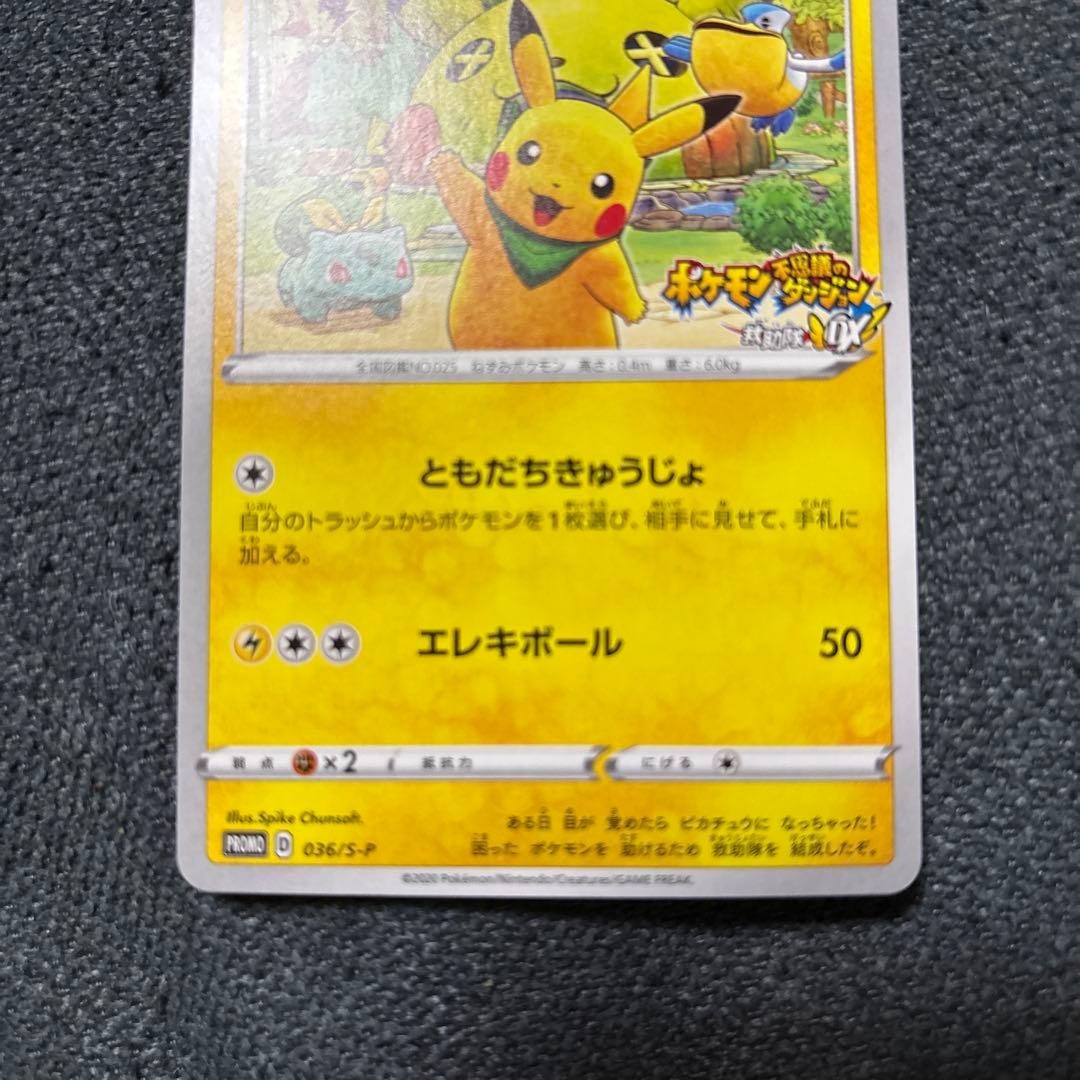 ポケモン 不思議の
ダンジョン
救助隊 DX
全国図鑑NO.025 ねずみポケモン 高さ:0.4m 重さ:6.0kg
ともだちきゅうじょ
自分のトラッシュからポケモンを1枚選び、相手に見せて、手札に
加える。
エレキボール 50
弱点 ×2 抵抗力 にげる
Illus.Spike Chunsoft.
ある日 目が 覚めたら ピカチュウに なっちゃった!
困った ポケモンを 助けるため 救助隊を 結成したぞ。
PROMO D 036/S-P
©2020 Pokémon/Nintendo/Creatures/GAME FREAK.